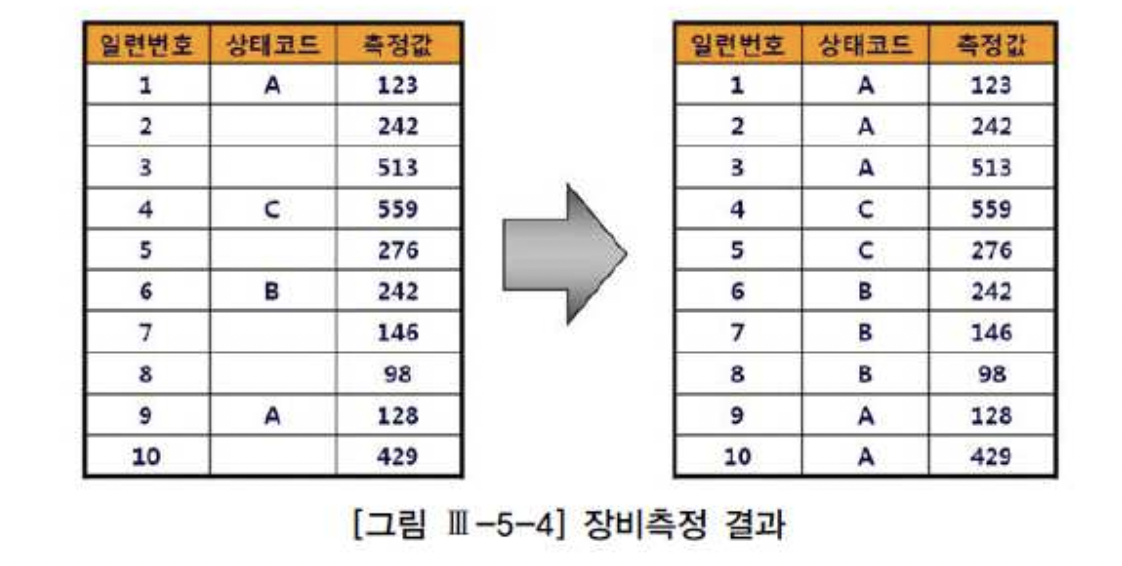 일련번호 상태코드 측정값 일련번호 상태코드 측정값
1 A 123 1 A 123
2 242 2 A 242
3 513 3 A 513
4 C 559 4 C 559
5 276 5 C 276
6 B 242 6 B 242
7 146 7 B 146
8 98 8 B 98
9 A 128 9 A 128
10 429 10 A 429
[그림 Ⅲ-5-4] 장비측정 결과